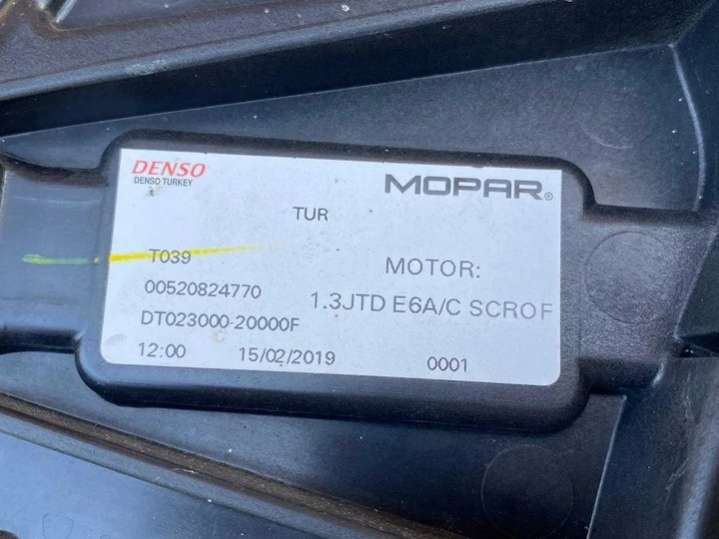 DENSO
DENSO TURKEY
MOPAR®
TUR
T039
MOTOR:
00520824770
1.3JTD E6A/C SCROF
DT023000-20000F
12:00 15/02/2019 0001